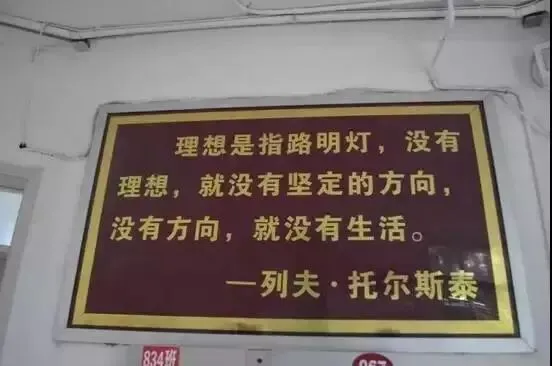 理想是指路明灯，没有
理想，就没有坚定的方向，
没有方向，就没有生活。
—列夫·托尔斯泰
834班